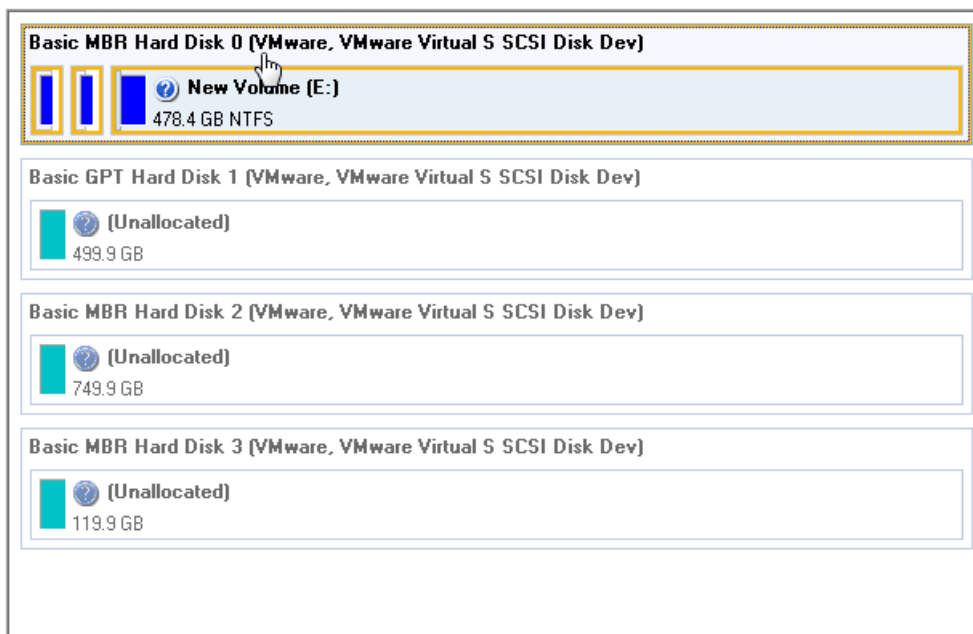 Basic MBR Hard Disk 0 (VMware, VMware Virtual S SCSI Disk Dev)
New Volume (E:)
478.4 GB NTFS
Basic GPT Hard Disk 1 (VMware, VMware Virtual S SCSI Disk Dev)
(Unallocated)
499.9 GB
Basic MBR Hard Disk 2 (VMware, VMware Virtual S SCSI Disk Dev)
(Unallocated)
749.9 GB
Basic MBR Hard Disk 3 (VMware, VMware Virtual S SCSI Disk Dev)
(Unallocated)
119.9 GB